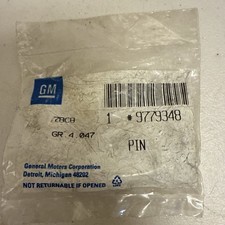 GM
1 9779348
GR. 4.047
PIN
General Motors Corporation
Detroit, Michigan 48202
NOT RETURNABLE IF OPENED